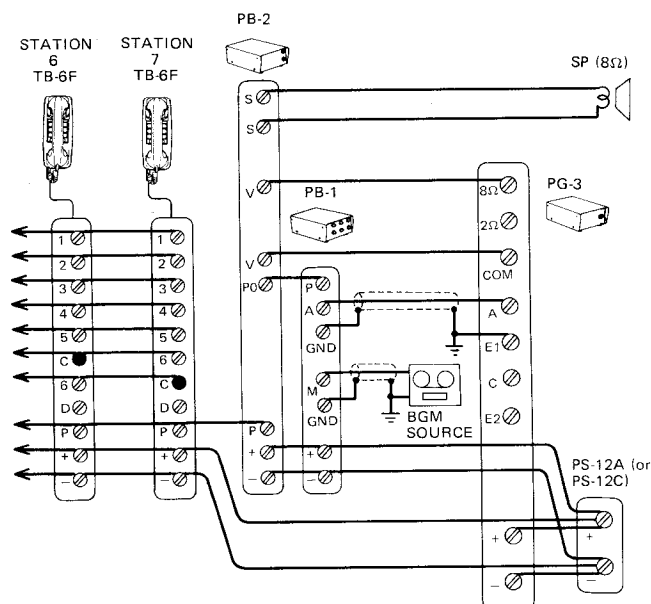 PB-2
STATION
6
TB-6F
STATION
7
TB-6F
SP (8Ω)
S
S
V
V
P0
P
+
−
PB-1
P
A
GND
M
GND
+
−
BGM
SOURCE
PG-3
8Ω
2Ω
COM
A
E1
C
E2
+
−
PS-12A (or
PS-12C)
+
−
1
2
3
4
5
C
6
D
P
+
−
1
2
3
4
5
6
C
D
P
+
−